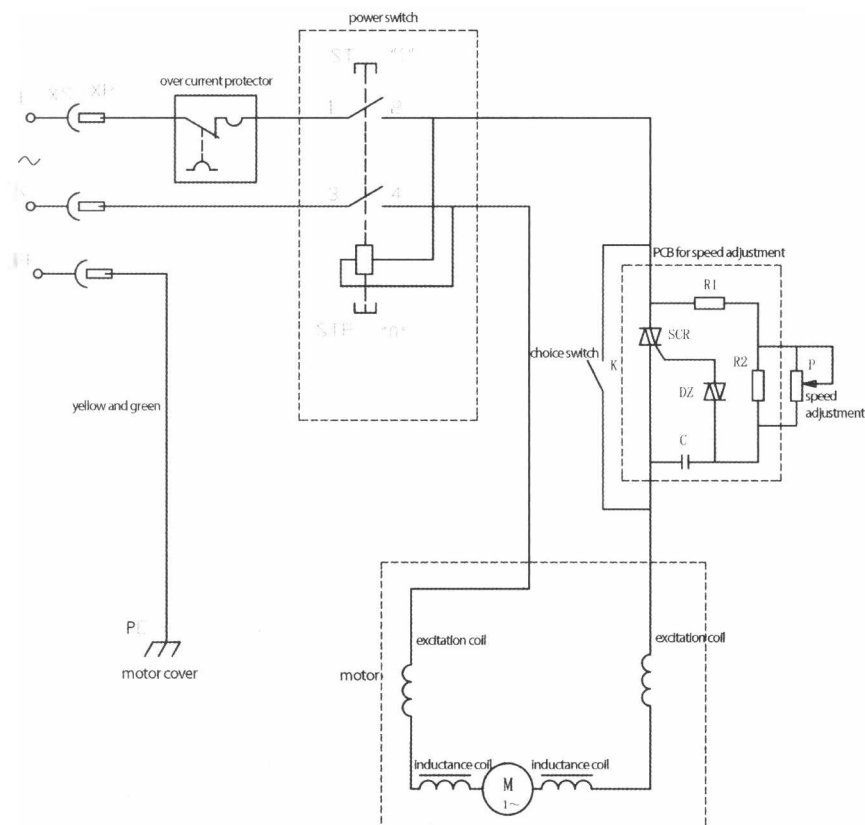 power switch
over current protector
1
2
3
4
PCB for speed adjustment
R1
SCR
choice switch
K
R2
P
DZ
speed
adjustment
yellow and green
C
excitation coil
excitation coil
motor cover
motor
inductance coil
inductance coil
M
1~